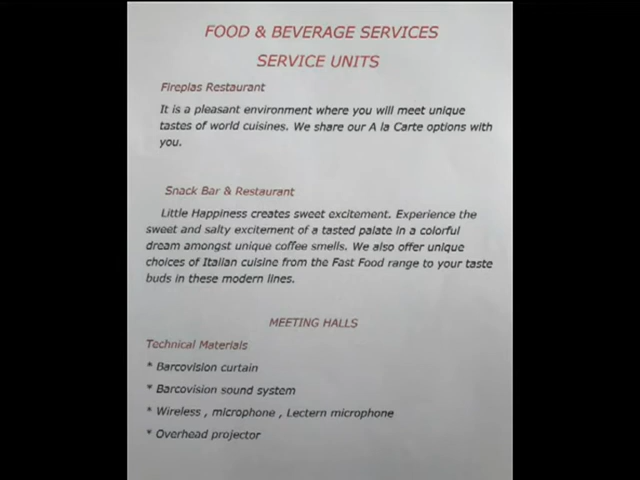 FOOD & BEVERAGE SERVICES
SERVICE UNITS
Fireplas Restaurant
It is a pleasant environment where you will meet unique
tastes of world cuisines. We share our A la Carte options with
you.
Snack Bar & Restaurant
Little Happiness creates sweet excitement. Experience the
sweet and salty excitement of a tasted palate in a colorful
dream amongst unique coffee smells. We also offer unique
choices of Italian cuisine from the Fast Food range to your taste
buds in these modern lines.
MEETING HALLS
Technical Materials
* Barcovision curtain
* Barcovision sound system
* Wireless , microphone , Lectern microphone
* Overhead projector